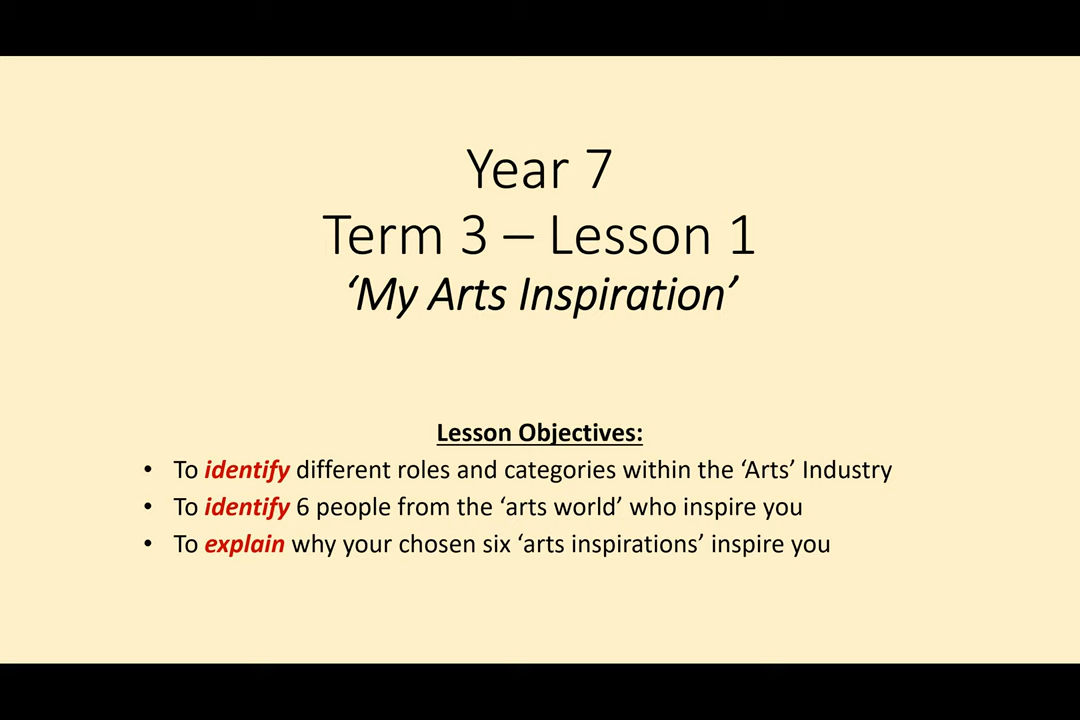 Year 7
Term 3 – Lesson 1
‘My Arts Inspiration’
Lesson Objectives:
• To identify different roles and categories within the ‘Arts’ Industry
• To identify 6 people from the ‘arts world’ who inspire you
• To explain why your chosen six ‘arts inspirations’ inspire you